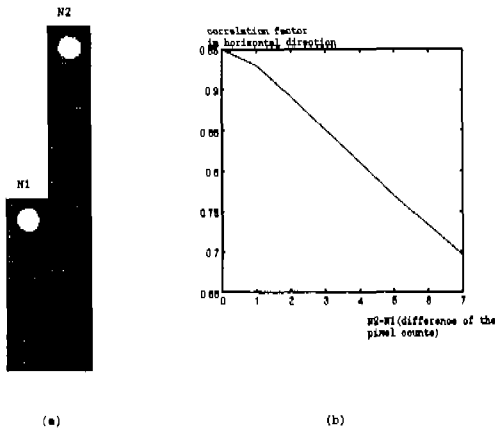 N2
N1
correlation factor
in horizontal direction
0.95
0.9
0.85
0.8
0.75
0.7
0.65
0 1 2 3 4 5 6 7
N2-N1(difference of the
pixel counts)
(a)
(b)